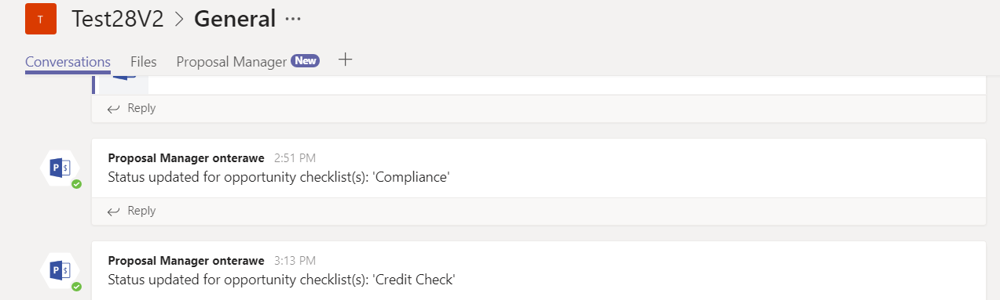 T Test28V2 > General ···
Conversations Files Proposal Manager New +
Reply
Proposal Manager onterawe 2:51 PM
Status updated for opportunity checklist(s): 'Compliance'
Reply
Proposal Manager onterawe 3:13 PM
Status updated for opportunity checklist(s): 'Credit Check'